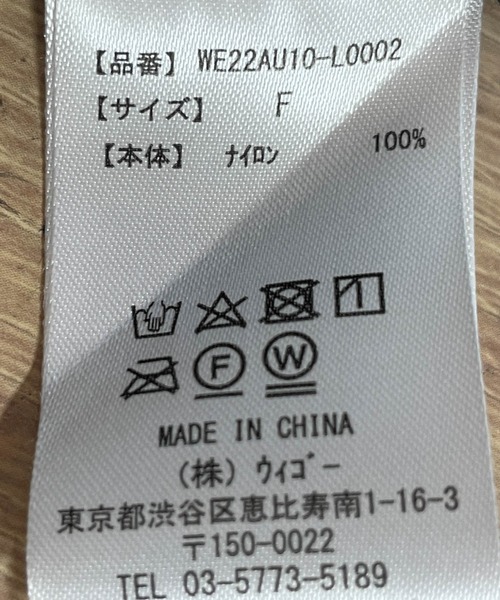 【品番】 WE22AU10-L0002
【サイズ】 F
【本体】 ﾅｲﾛﾝ 100%
F W
MADE IN CHINA
(株) ｳｨｺﾞｰ
東京都渋谷区恵比寿南1-16-3
〒150-0022
TEL 03-5773-5189